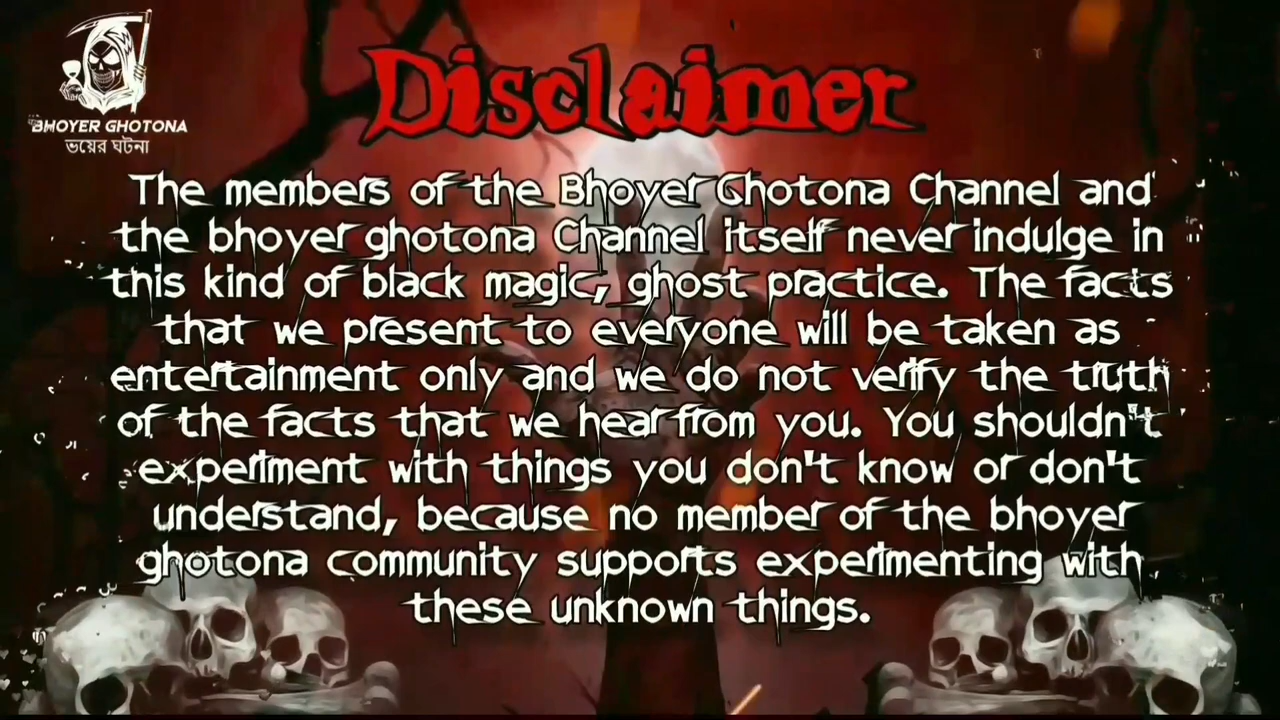 BHOYER GHOTONA
ভয়ের ঘটনা
Disclaimer
The members of the Bhoyer Ghotona Channel and
the bhoyer ghotona Channel itself never indulge in
this kind of black magic, ghost practice. The facts
that we present to everyone will be taken as
entertainment only and we do not verify the truth
of the facts that we hear from you. You shouldn't
experiment with things you don't know or don't
understand, because no member of the bhoyer
ghotona community supports experimenting with
these unknown things.